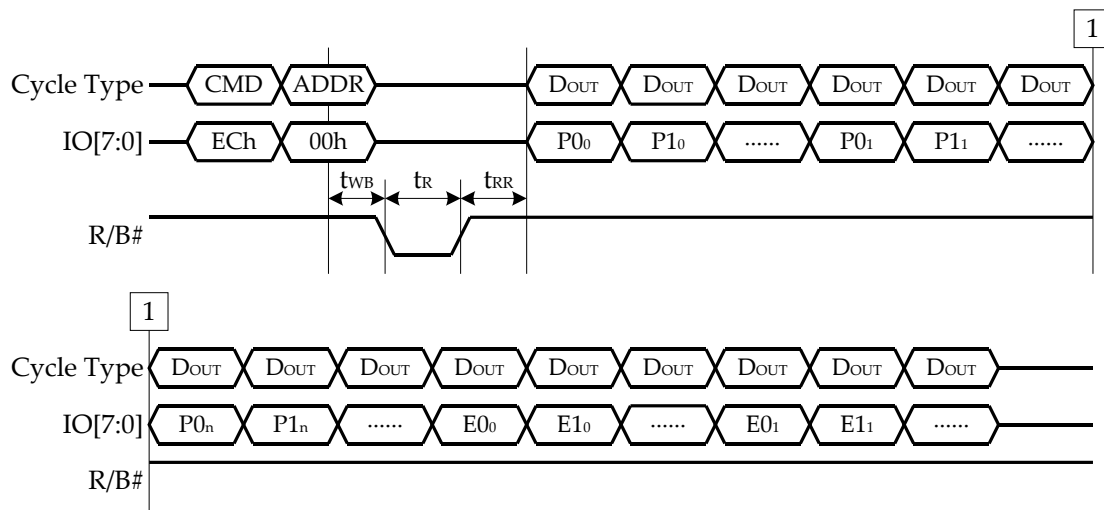 1
Cycle Type CMD ADDR DOUT DOUT DOUT DOUT DOUT DOUT
IO[7:0] ECh 00h P0₀ P1₀ ...... P0₁ P1₁ ......
tWB tR tRR
R/B#
1
Cycle Type DOUT DOUT DOUT DOUT DOUT DOUT DOUT DOUT DOUT
IO[7:0] P0ₙ P1ₙ ...... E0₀ E1₀ ...... E0₁ E1₁ ......
R/B#